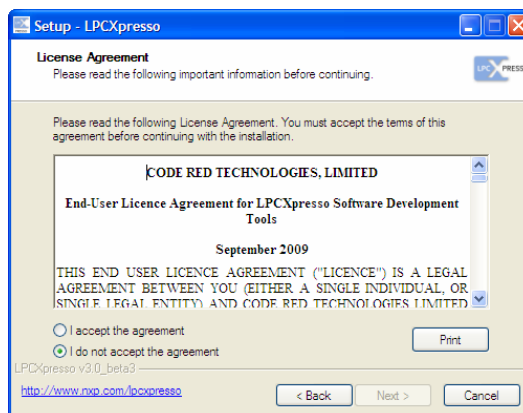 Setup - LPCXpresso
License Agreement
Please read the following important information before continuing.
LPC XPRESSO
Please read the following License Agreement. You must accept the terms of this
agreement before continuing with the installation.
CODE RED TECHNOLOGIES, LIMITED
End-User Licence Agreement for LPCXpresso Software Development
Tools
September 2009
THIS END USER LICENCE AGREEMENT ("LICENCE") IS A LEGAL
AGREEMENT BETWEEN YOU (EITHER A SINGLE INDIVIDUAL, OR
SINGLE LEGAL ENTITY) AND CODE RED TECHNOLOGIES LIMITED
I accept the agreement
I do not accept the agreement
Print
LPCXpresso v3.0_beta3
http://www.nxp.com/lpcxpresso
< Back
Next >
Cancel